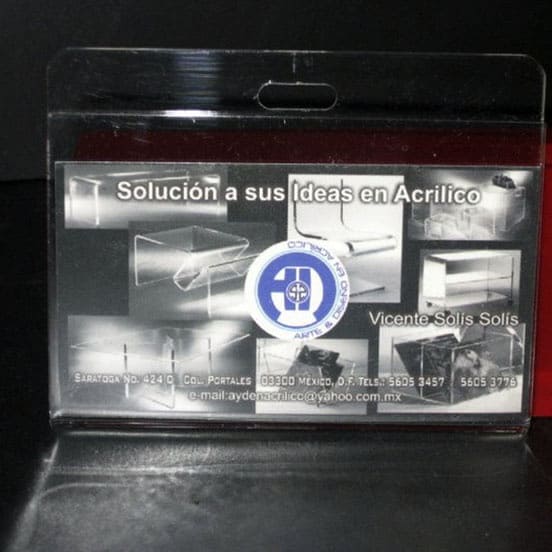 Solución a sus Ideas en Acrilico
ARTE & DISEÑO EN ACRILICO
Vicente Solís Solís
SARATOGA No. 424 D COL. PORTALES 03300 MEXICO, D.F. TELS.: 5605 3457 / 5605 3776
e-mail:aydenacrilico@yahoo.com.mx